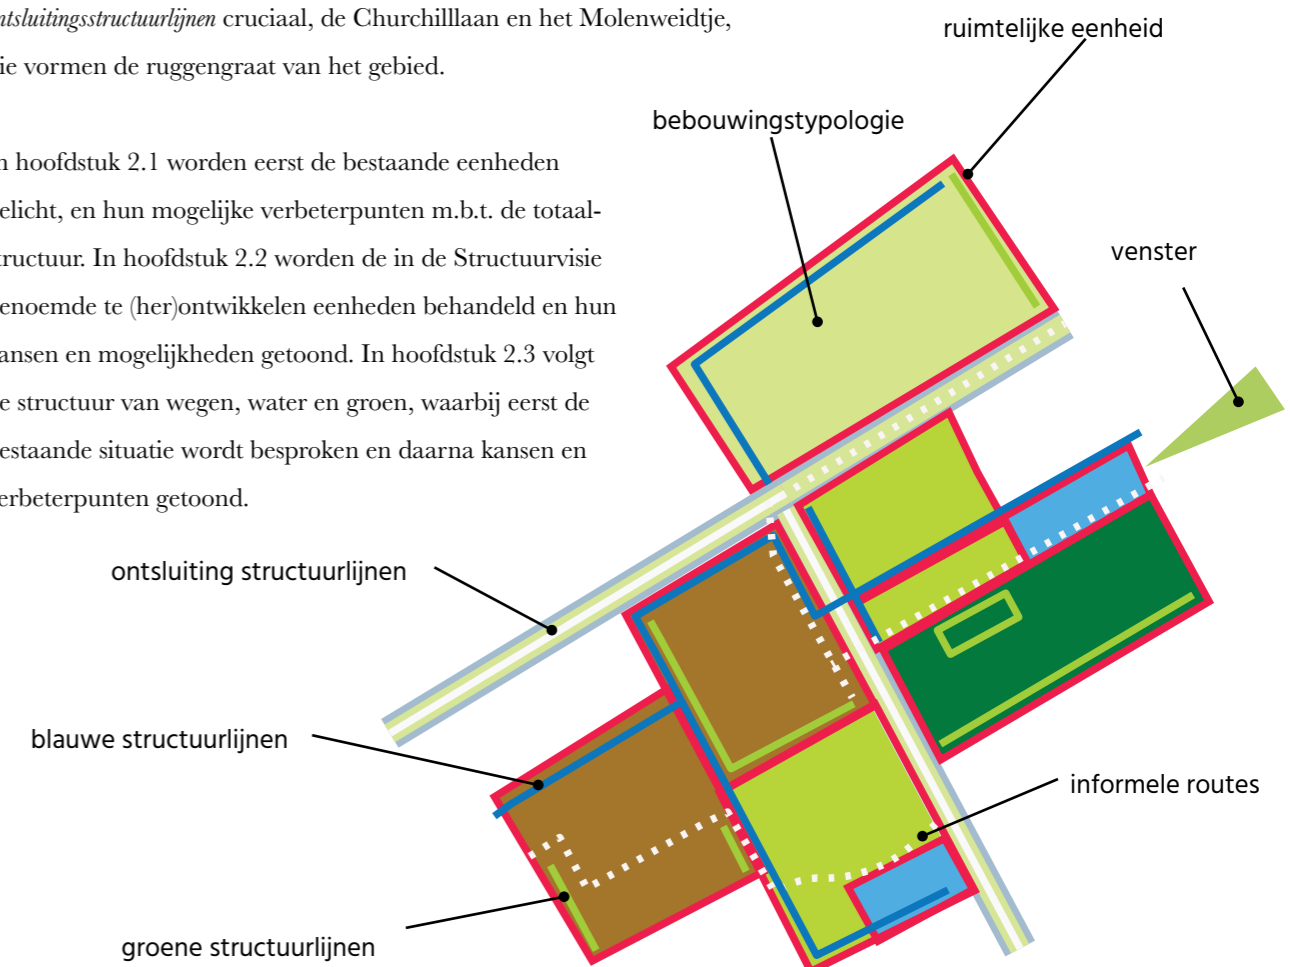 ntsluitingsstructuurlijnen cruciaal, de Churchilllaan en het Molenweidtje,
ie vormen de ruggengraat van het gebied.
n hoofdstuk 2.1 worden eerst de bestaande eenheden
elicht, en hun mogelijke verbeterpunten m.b.t. de totaal-
tructuur. In hoofdstuk 2.2 worden de in de Structuurvisie
enoemde te (her)ontwikkelen eenheden behandeld en hun
ansen en mogelijkheden getoond. In hoofdstuk 2.3 volgt
e structuur van wegen, water en groen, waarbij eerst de
estaande situatie wordt besproken en daarna kansen en
erbeterpunten getoond.
ruimtelijke eenheid
bebouwingstypologie
venster
ontsluiting structuurlijnen
blauwe structuurlijnen
informele routes
groene structuurlijnen